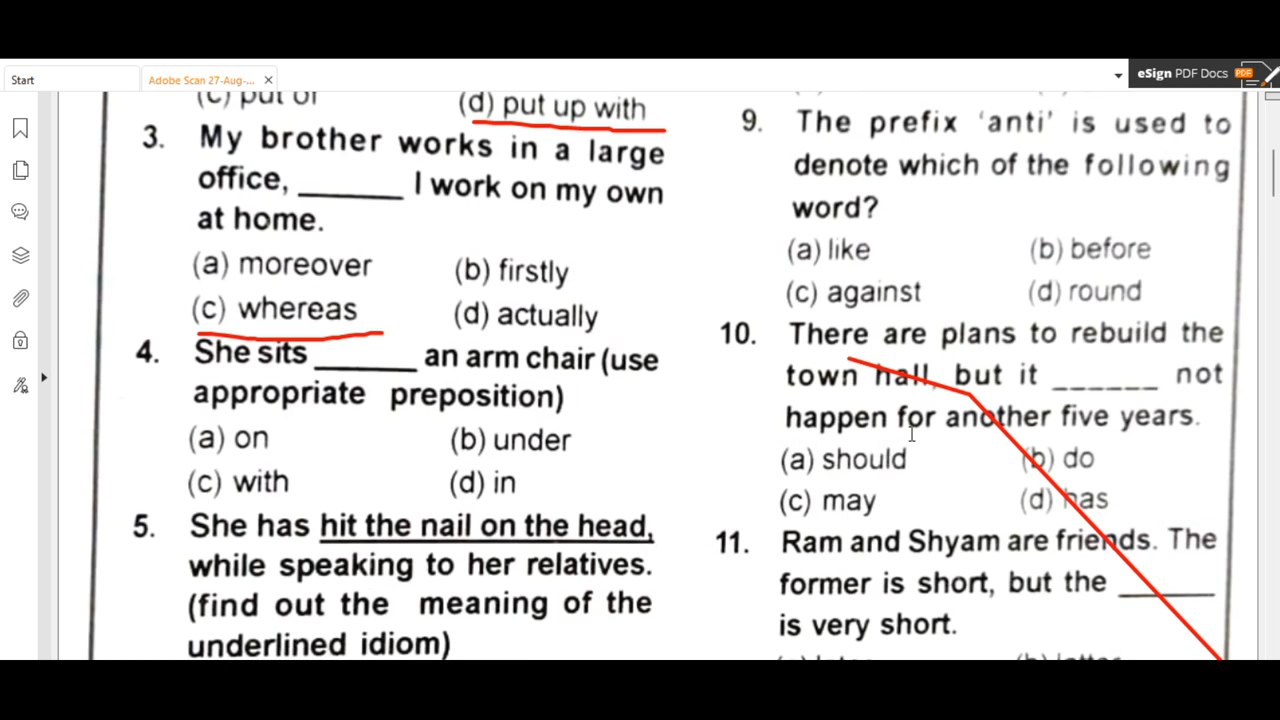 Start
Adobe Scan 27-Aug-...
eSign PDF Docs
PDF
(c) put of
(d) put up with
3. My brother works in a large
office, _______ I work on my own
at home.
(a) moreover (b) firstly
(c) whereas (d) actually
4. She sits _______ an arm chair (use
appropriate preposition)
(a) on (b) under
(c) with (d) in
5. She has hit the nail on the head,
while speaking to her relatives.
(find out the meaning of the
underlined idiom)
9. The prefix 'anti' is used to
denote which of the following
word?
(a) like (b) before
(c) against (d) round
10. There are plans to rebuild the
town hall, but it _______ not
happen for another five years.
(a) should (b) do
(c) may (d) has
11. Ram and Shyam are friends. The
former is short, but the _______
is very short.